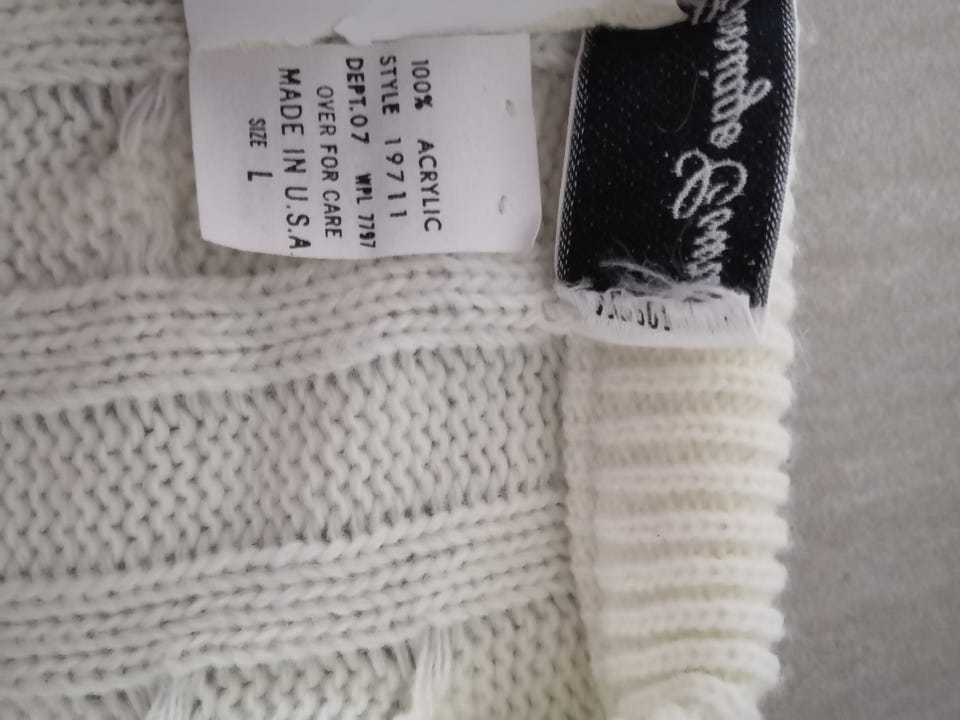 100% ACRYLIC
STYLE 19711
DEPT.07 WPL 7797
OVER FOR CARE
MADE IN U.S.A
SIZE L